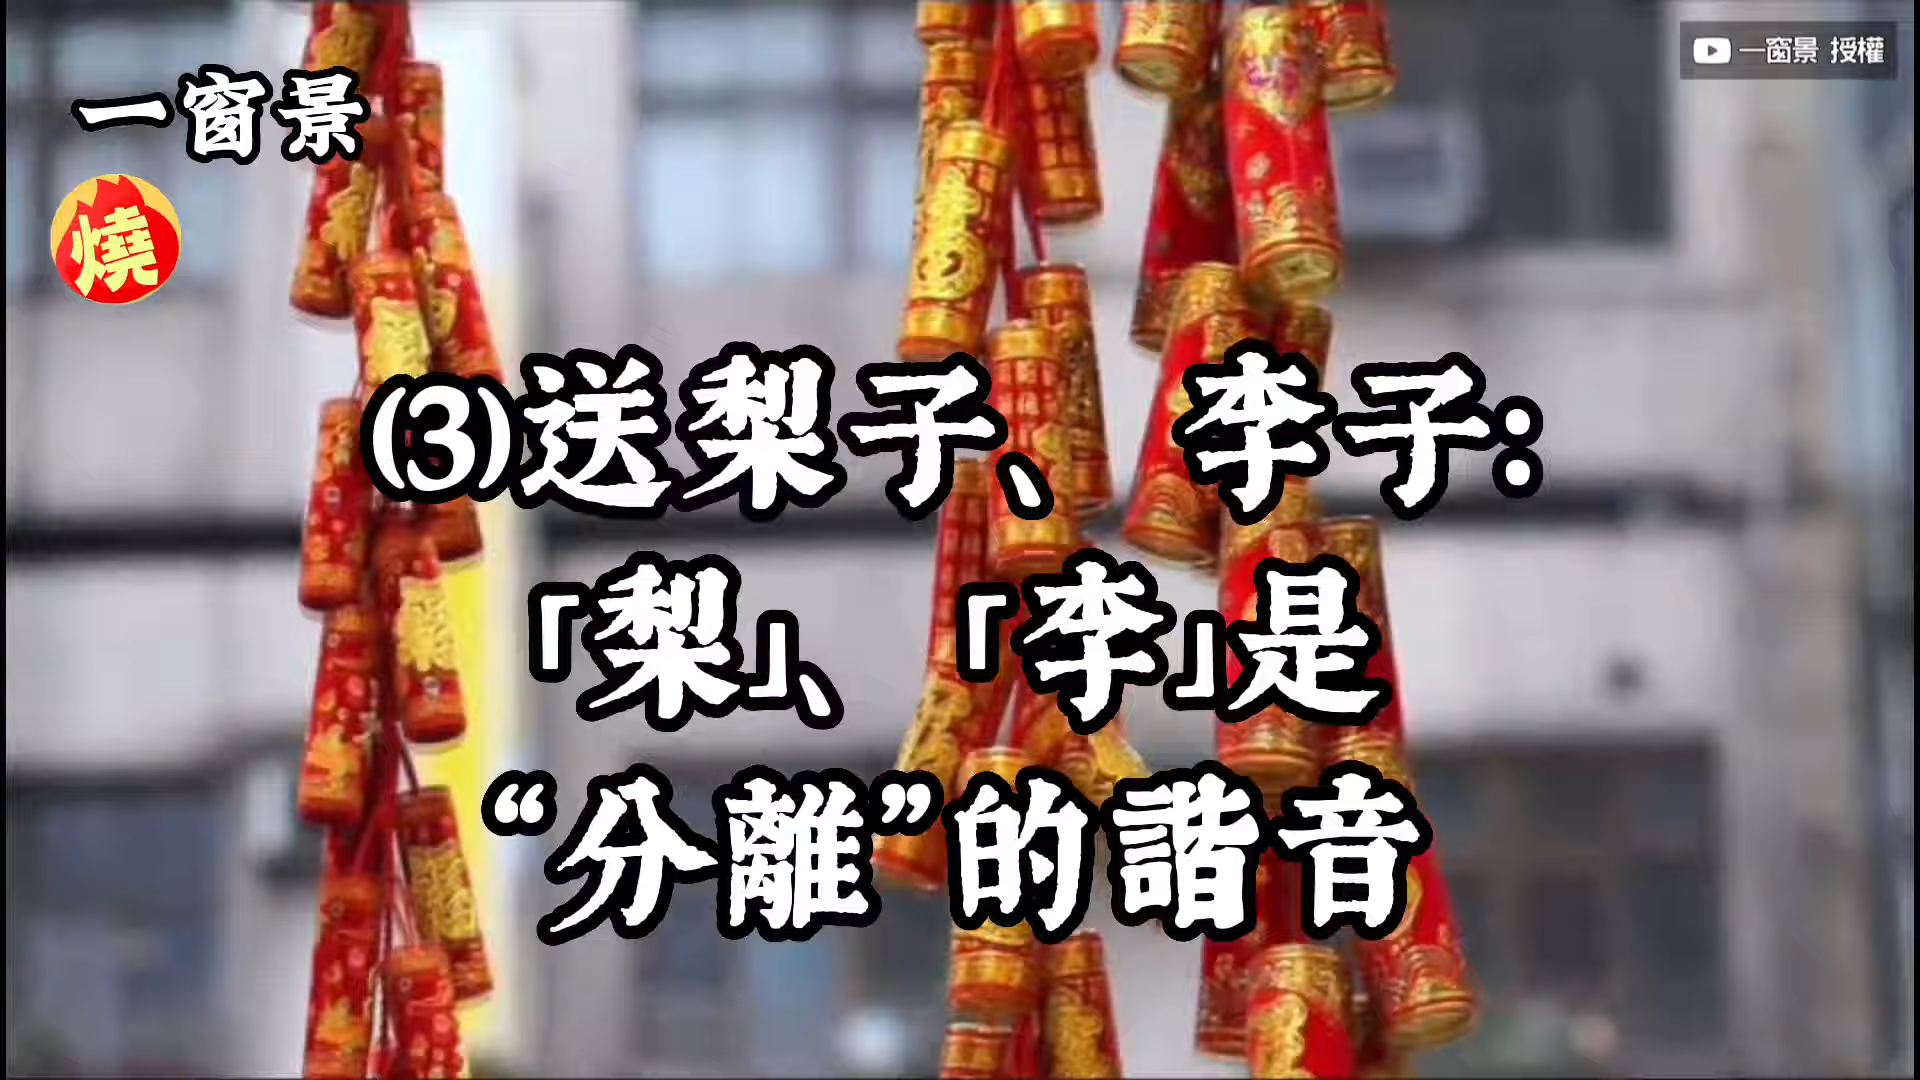 一窗景 授權
一窗景
燒
⑶送梨子、李子:
「梨」、「李」是
“分離”的諧音